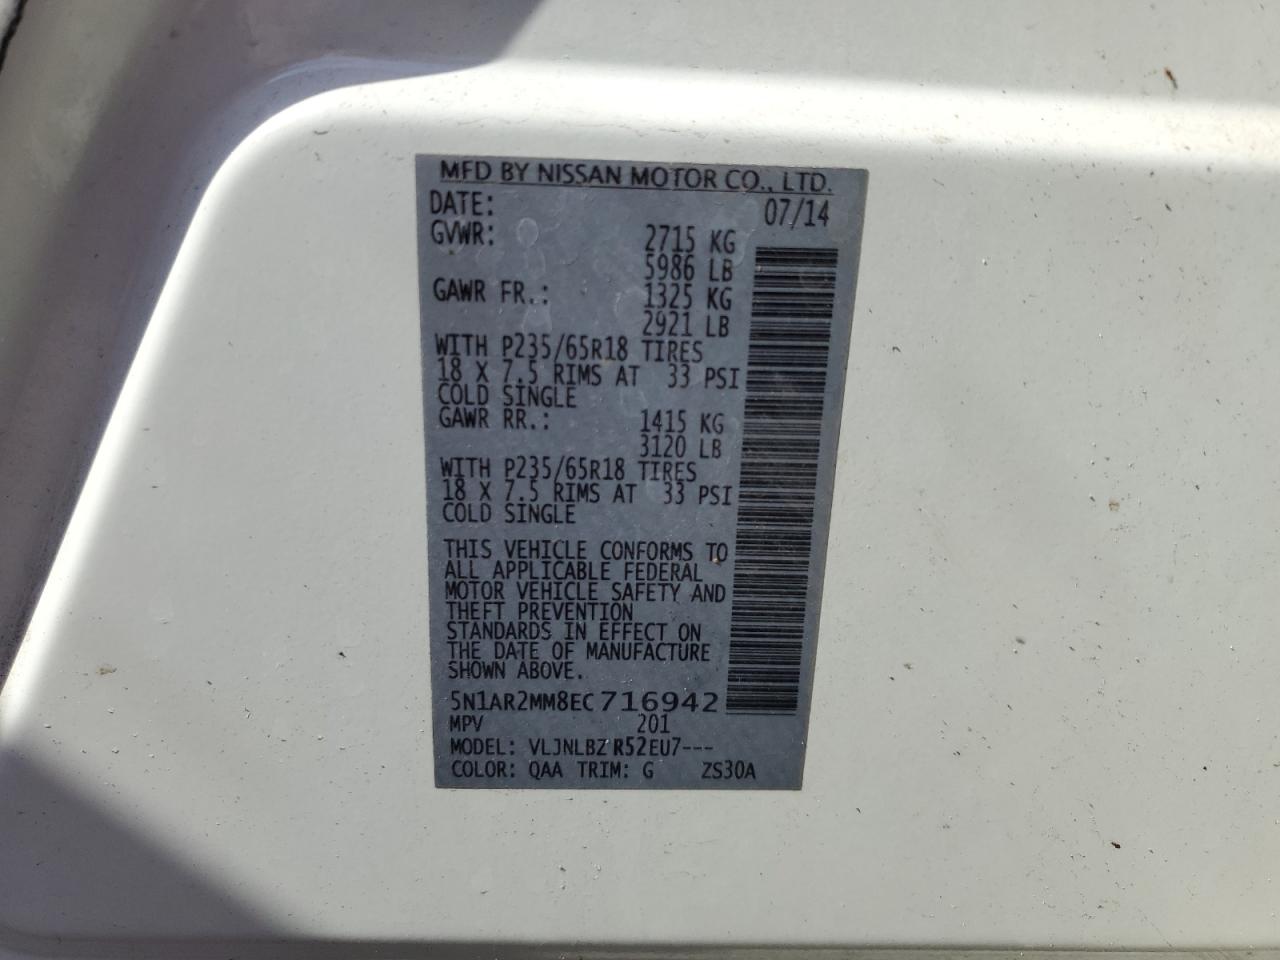 MFD BY NISSAN MOTOR CO., LTD.
DATE: 07/14
GVWR: 2715 KG
5986 LB
GAWR FR.: 1325 KG
2921 LB
WITH P235/65R18 TIRES
18 X 7.5 RIMS AT 33 PSI
COLD SINGLE
GAWR RR.: 1415 KG
3120 LB
WITH P235/65R18 TIRES
18 X 7.5 RIMS AT 33 PSI
COLD SINGLE
THIS VEHICLE CONFORMS TO
ALL APPLICABLE FEDERAL
MOTOR VEHICLE SAFETY AND
THEFT PREVENTION
STANDARDS IN EFFECT ON
THE DATE OF MANUFACTURE
SHOWN ABOVE.
5N1AR2MM8EC716942
MPV 201
MODEL: VLJNLBZ R52EU7---
COLOR: QAA TRIM: G ZS30A